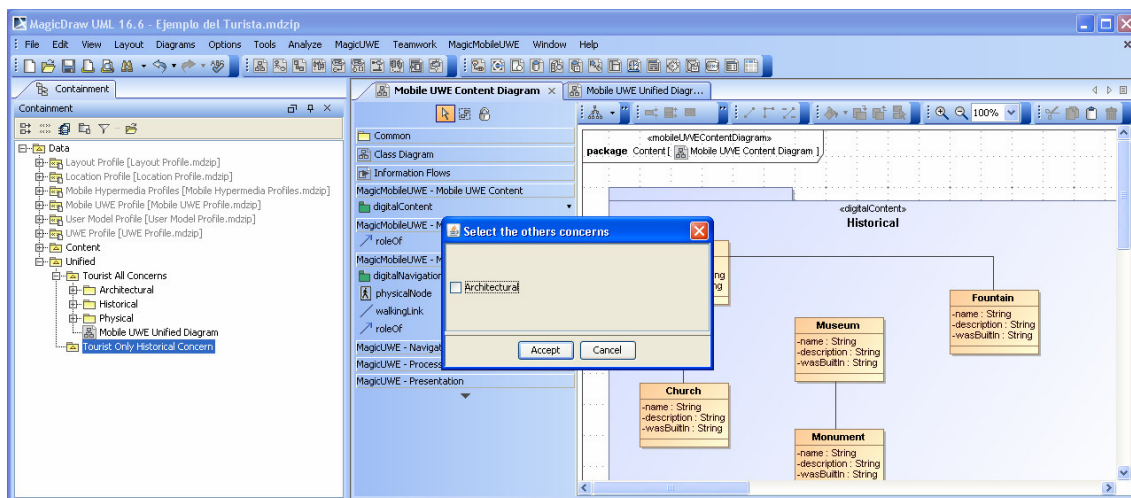 MagicDraw UML 16.6 - Ejemplo del Turista.mdzip
File Edit View Layout Diagrams Options Tools Analyze MagicUWE Teamwork MagicMobileUWE Window Help
Containment
Containment
Data
Layout Profile [Layout Profile.mdzip]
Location Profile [Location Profile.mdzip]
Mobile Hypermedia Profiles [Mobile Hypermedia Profiles.mdzip]
Mobile UWE Profile [Mobile UWE Profile.mdzip]
User Model Profile [User Model Profile.mdzip]
UWE Profile [UWE Profile.mdzip]
Content
Unified
Tourist All Concerns
Architectural
Historical
Physical
Mobile UWE Unified Diagram
Tourist Only Historical Concern
Mobile UWE Content Diagram
Mobile UWE Unified Diagr...
100%
Common
Class Diagram
Information Flows
MagicMobileUWE - Mobile UWE Content
digitalContent
MagicMobileUWE - M
roleOf
MagicMobileUWE - M
digitalNavigation
physicalNode
walkingLink
roleOf
MagicUWE - Navigat
MagicUWE - Process
MagicUWE - Presentation
«mobileUWEContentDiagram»
package Content [ Mobile UWE Content Diagram ]
«digitalContent»
Historical
ng
ng
Fountain
-name : String
-description : String
-wasBuiltIn : String
Museum
-name : String
-description : String
-wasBuiltIn : String
Church
-name : String
-description : String
-wasBuiltIn : String
Monument
-name : String
-description : String
-wasBuiltIn : String
Select the others concerns
Architectural
Accept
Cancel